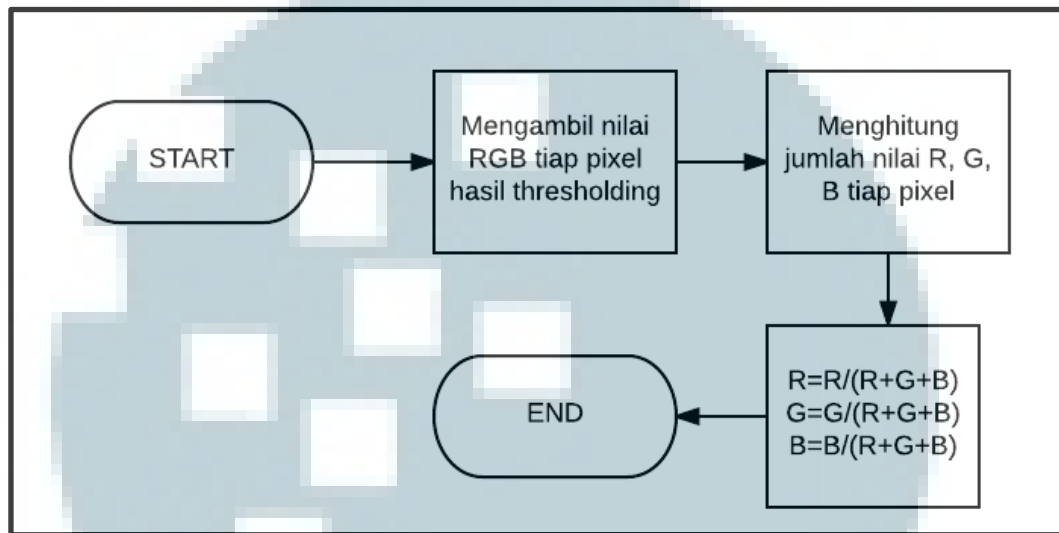 START
Mengambil nilai
RGB tiap pixel
hasil thresholding
Menghitung
jumlah nilai R, G,
B tiap pixel
R=R/(R+G+B)
G=G/(R+G+B)
B=B/(R+G+B)
END